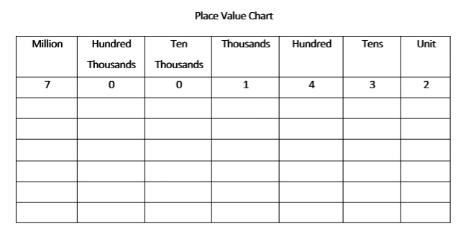 Place Value Chart
Million Hundred Thousands Ten Thousands Thousands Hundred Tens Unit
7 0 0 1 4 3 2